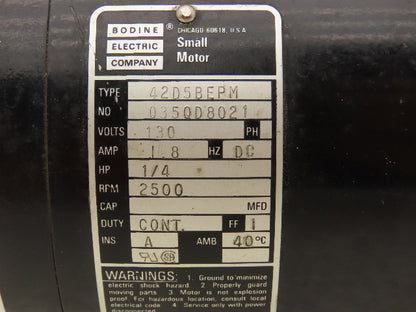 BODINE ELECTRIC COMPANY ® CHICAGO 60618, U.S.A.
Small Motor
TYPE 42D5BEPM
NO 0350D8021
VOLTS 130 PH
AMP 1.8 HZ DC
HP 1/4
RPM 2500
CAP MFD
DUTY CONT. FF 1
INS A AMB 40°C
WARNINGS: 1. Ground to minimize
electric shock hazard. 2 Properly guard
moving parts. 3 Motor is not explosion
proof. For hazardous location, consult local
electrical code. 4. Service only with power
disconnected.